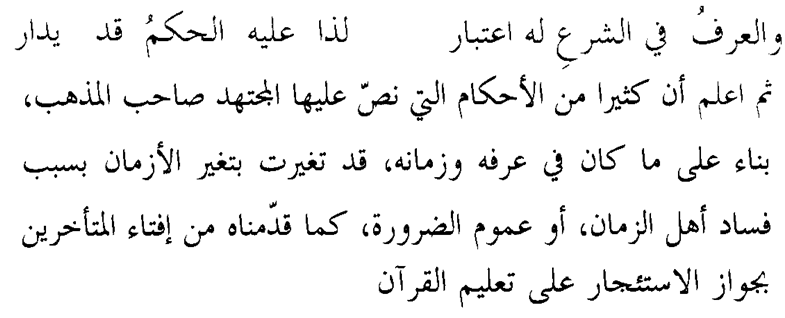 والعرفُ في الشرعِ له اعتبار لذا عليه الحكمُ قد يدار
ثم اعلم أن كثيرا من الأحكام التي نصّ عليها المجتهد صاحب المذهب،
بناء على ما كان في عرفه وزمانه، قد تغيرت بتغير الأزمان بسبب
فساد أهل الزمان، أو عموم الضرورة، كما قدّمناه من إفتاء المتأخرين
بجواز الاستئجار على تعليم القرآن